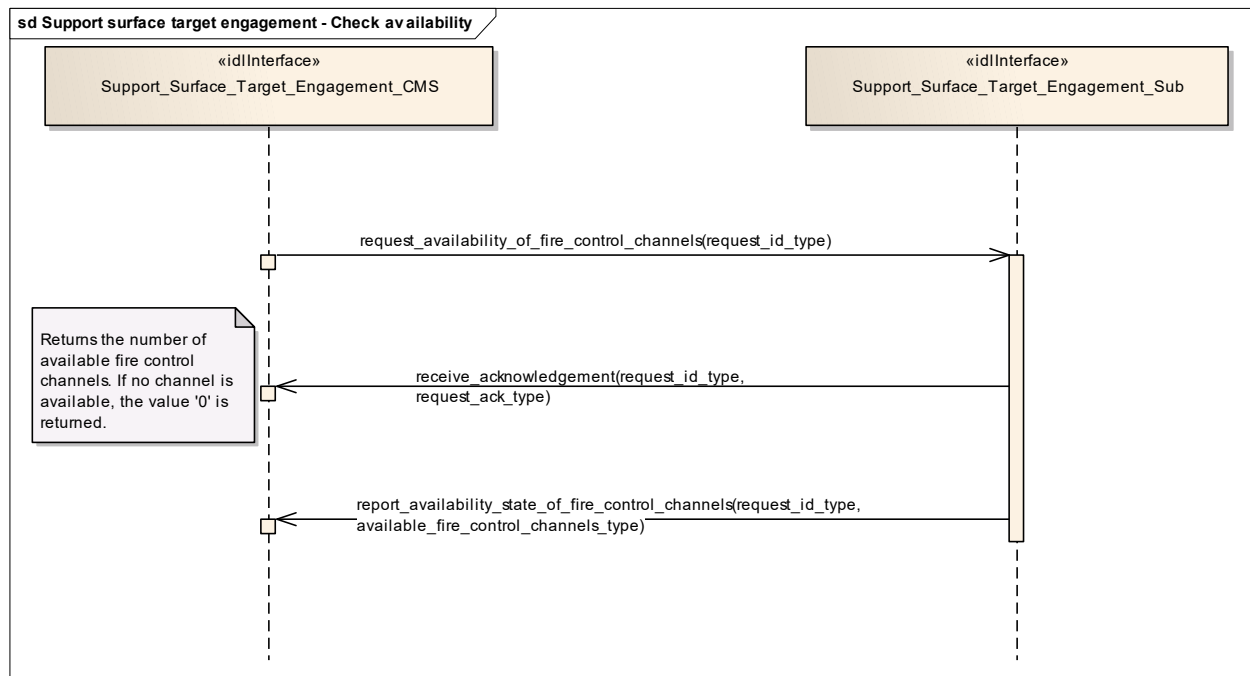 sd Support surface target engagement - Check availability
«idlInterface»
Support_Surface_Target_Engagement_CMS
«idlInterface»
Support_Surface_Target_Engagement_Sub
request_availability_of_fire_control_channels(request_id_type)
Returns the number of
available fire control
channels. If no channel is
available, the value '0' is
returned.
receive_acknowledgement(request_id_type,
request_ack_type)
report_availability_state_of_fire_control_channels(request_id_type,
available_fire_control_channels_type)